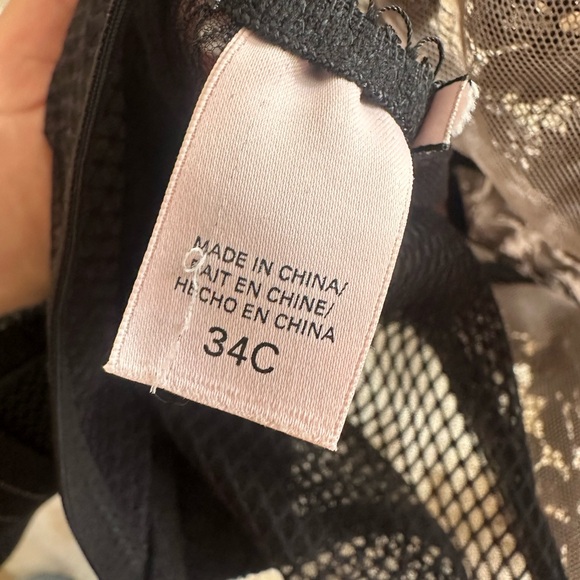 MADE IN CHINA/
FAIT EN CHINE/
HECHO EN CHINA
34C